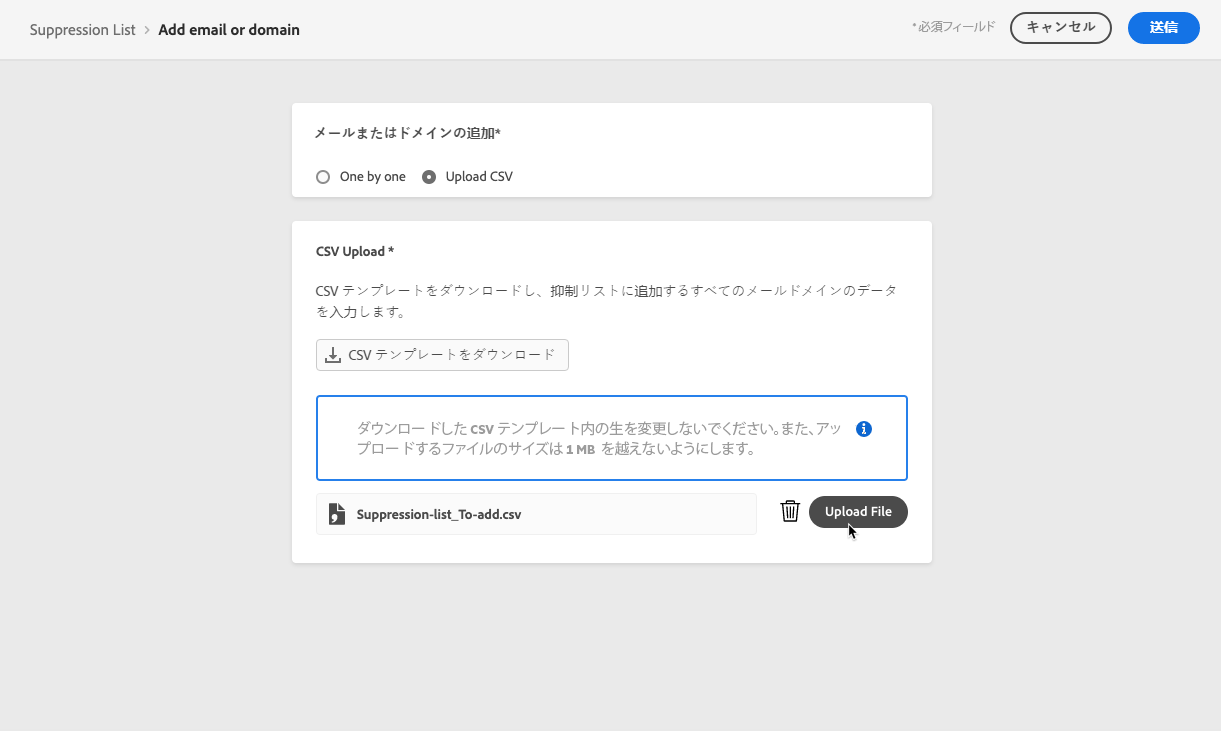 Suppression List > Add email or domain
*必須フィールド
キャンセル
送信
メールまたはドメインの追加*
One by one
Upload CSV
CSV Upload *
CSV テンプレートをダウンロードし、抑制リストに追加するすべてのメールドメインのデータ
を入力します。
CSV テンプレートをダウンロード
ダウンロードした CSV テンプレート内の生を変更しないでください。また、アッ
プロードするファイルのサイズは 1 MB を越えないようにします。
Suppression-list_To-add.csv
Upload File